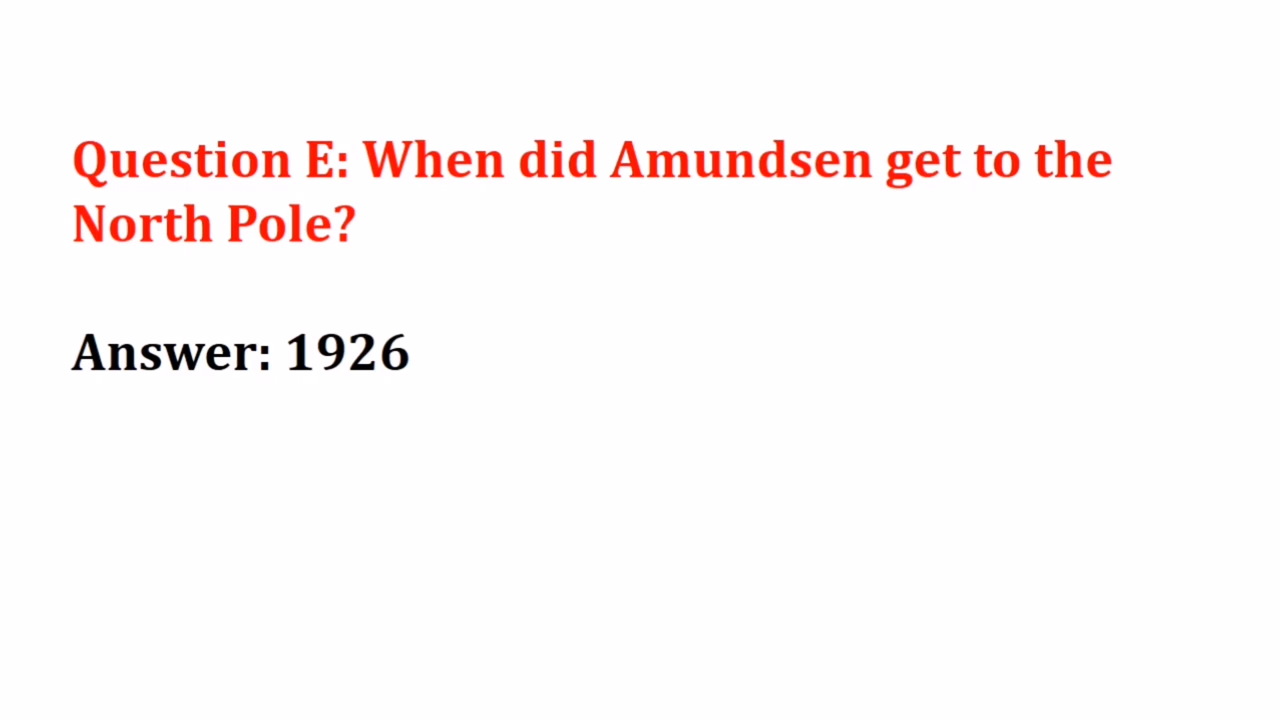 Question E: When did Amundsen get to the
North Pole?
Answer: 1926